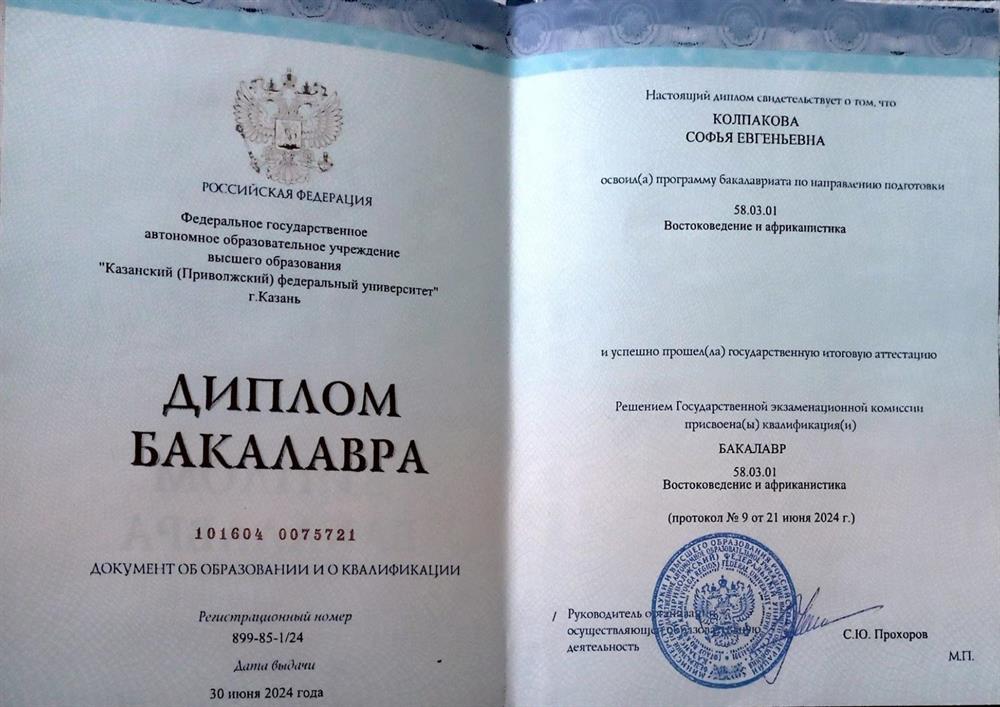 РОССИЙСКАЯ ФЕДЕРАЦИЯ
Федеральное государственное
автономное образовательное учреждение
высшего образования
"Казанский (Приволжский) федеральный университет"
г.Казань
ДИПЛОМ
БАКАЛАВРА
101604 0075721
ДОКУМЕНТ ОБ ОБРАЗОВАНИИ И О КВАЛИФИКАЦИИ
Регистрационный номер
899-85-1/24
Дата выдачи
30 июня 2024 года
Настоящий диплом свидетельствует о том, что
КОЛПАКОВА
СОФЬЯ ЕВГЕНЬЕВНА
освоил(а) программу бакалавриата по направлению подготовки
58.03.01
Востоковедение и африканистика
и успешно прошел(ла) государственную итоговую аттестацию
Решением Государственной экзаменационной комиссии
присвоена(ы) квалификация(и)
БАКАЛАВР
58.03.01
Востоковедение и африканистика
(протокол № 9 от 21 июня 2024 г.)
/ Руководитель организации,
осуществляющей образовательную
деятельность
С.Ю. Прохоров
М.П.